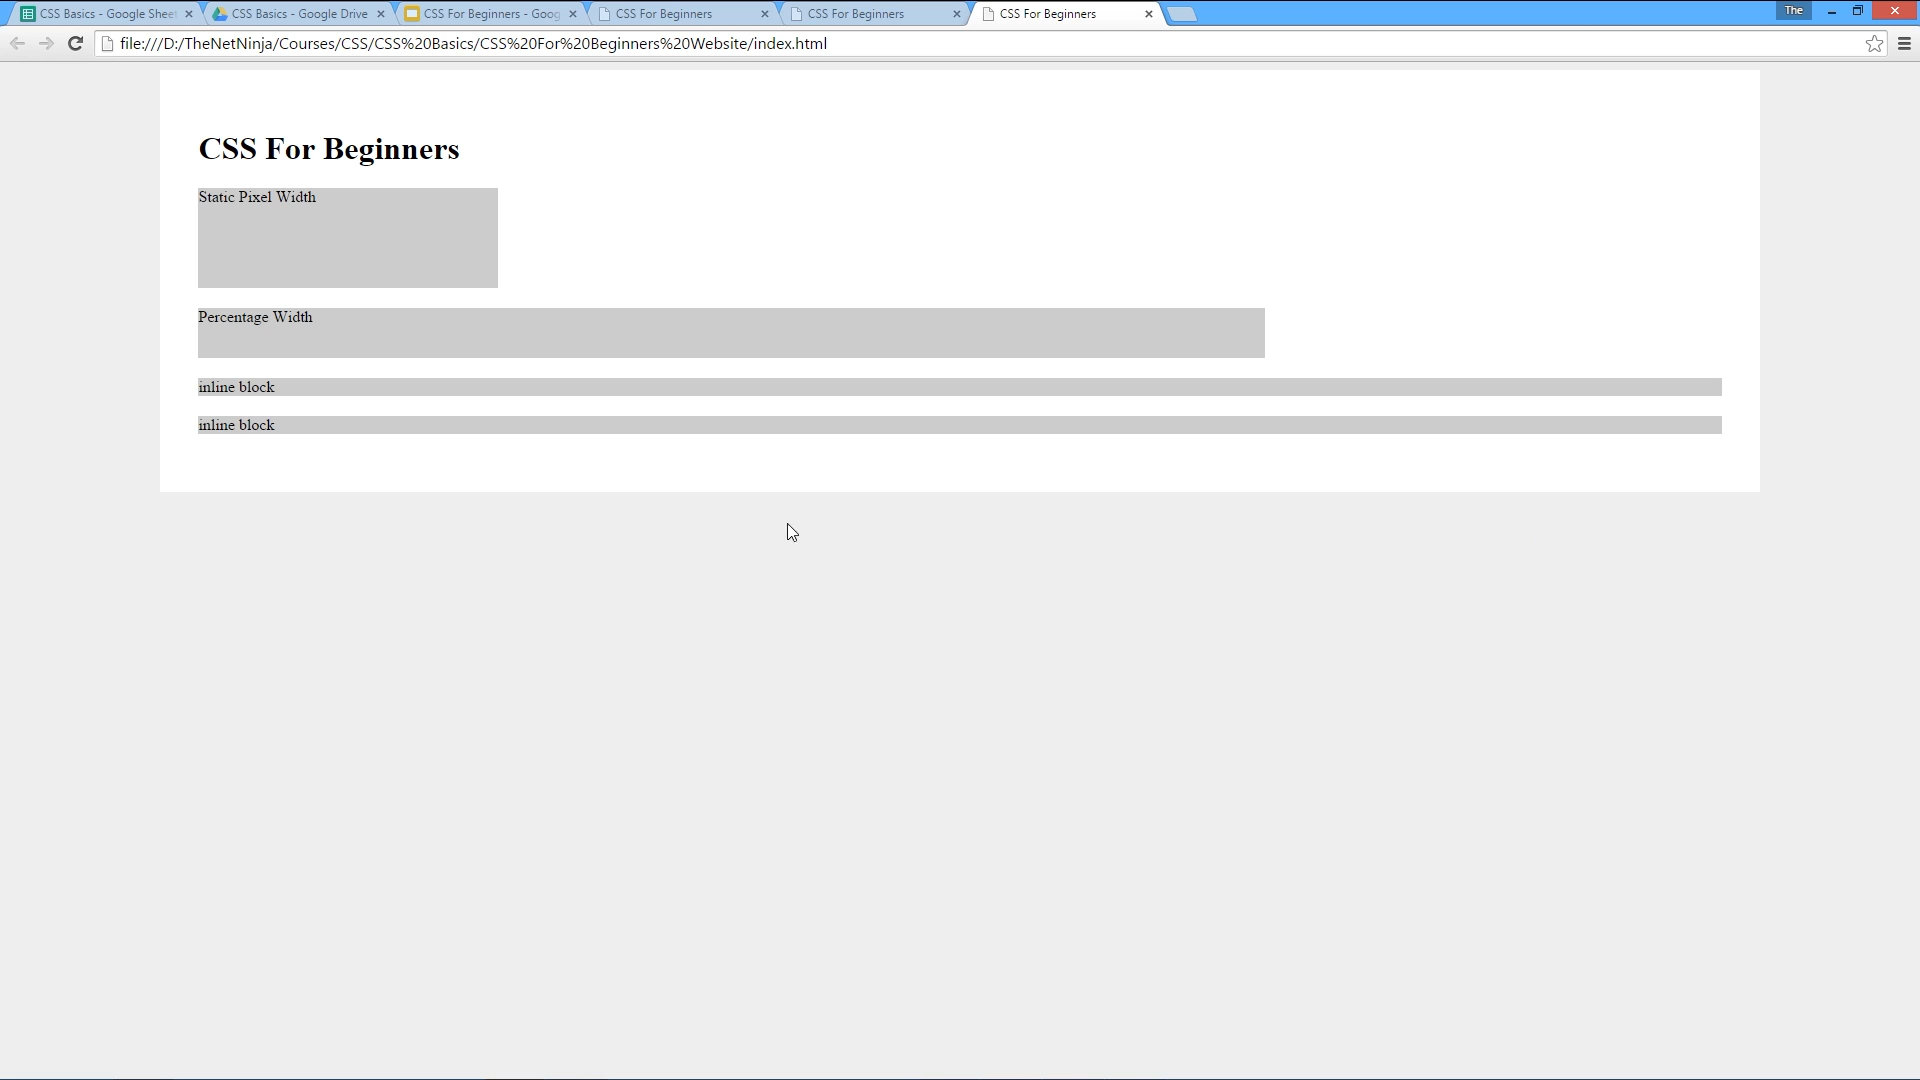 CSS Basics - Google Sheet
CSS Basics - Google Drive
CSS For Beginners - Goog
CSS For Beginners
CSS For Beginners
CSS For Beginners
The
file:///D:/TheNetNinja/Courses/CSS/CSS%20Basics/CSS%20For%20Beginners%20Website/index.html
CSS For Beginners
Static Pixel Width
Percentage Width
inline block
inline block